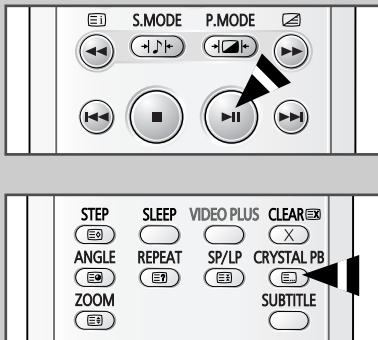 S.MODE P.MODE
STEP SLEEP VIDEO PLUS CLEAR
ANGLE REPEAT SP/LP CRYSTAL PB
ZOOM SUBTITLE